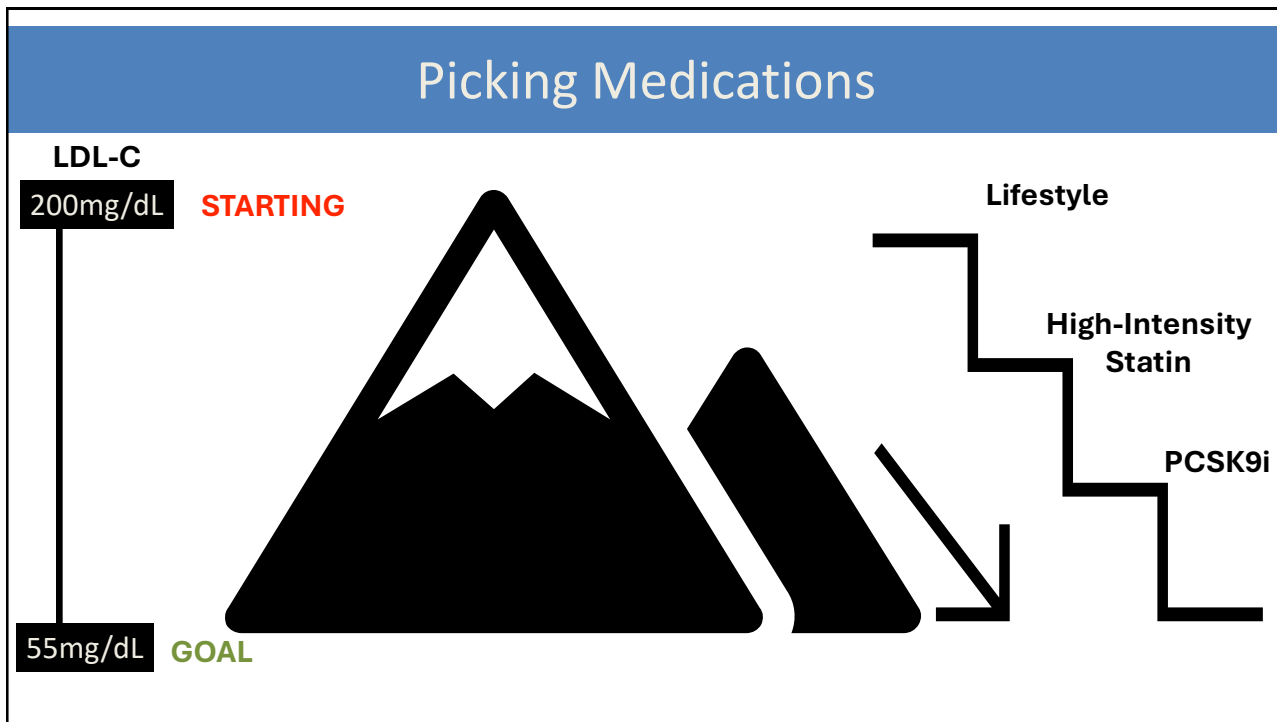 Picking Medications
LDL-C
200mg/dL
STARTING
Lifestyle
High-Intensity
Statin
PCSK9i
55mg/dL
GOAL